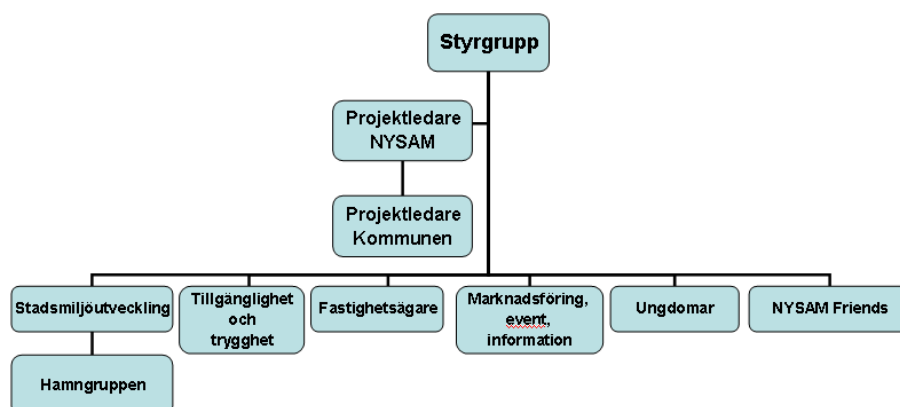 Styrgrupp
Projektledare
NYSAM
Projektledare
Kommunen
Stadsmiljöutveckling
Tillgänglighet
och
trygghet
Fastighetsägare
Marknadsföring,
event,
information
Ungdomar
NYSAM Friends
Hamngruppen